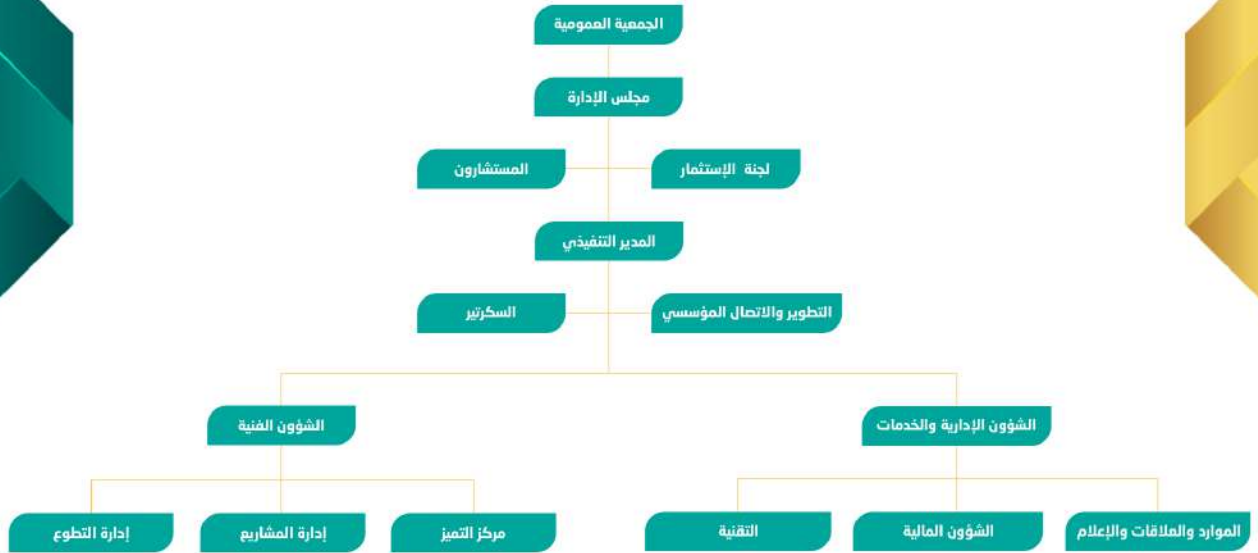 الجمعية العمومية
مجلس الإدارة
لجنة الإستثمار
المستشارون
المدير التنفيذي
التطوير والاتصال المؤسسي
السكرتير
الشؤون الإدارية والخدمات
الشؤون الفنية
الموارد والعلاقات والإعلام
الشؤون المالية
التقنية
مركز التميز
إدارة المشاريع
إدارة التطوع